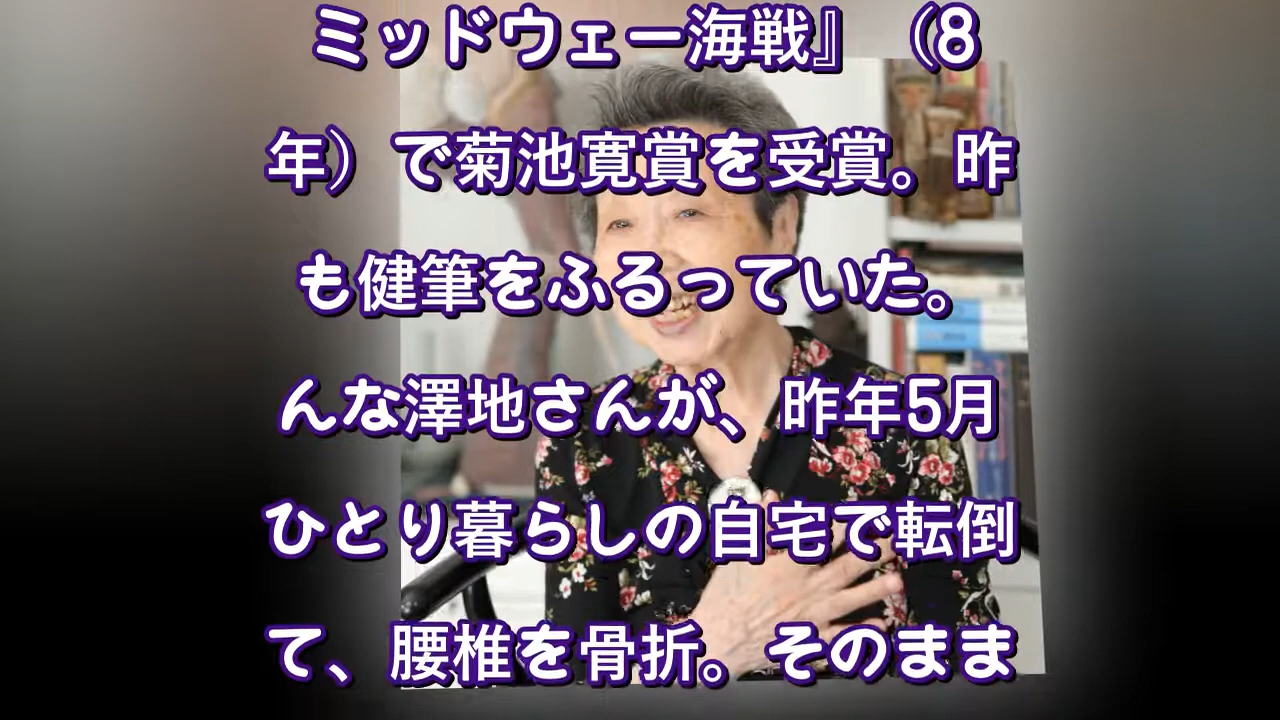 ミッドウェー海戦』（8
年）で菊池寛賞を受賞。昨
も健筆をふるっていた。
んな澤地さんが、昨年5月
ひとり暮らしの自宅で転倒
て、腰椎を骨折。そのまま